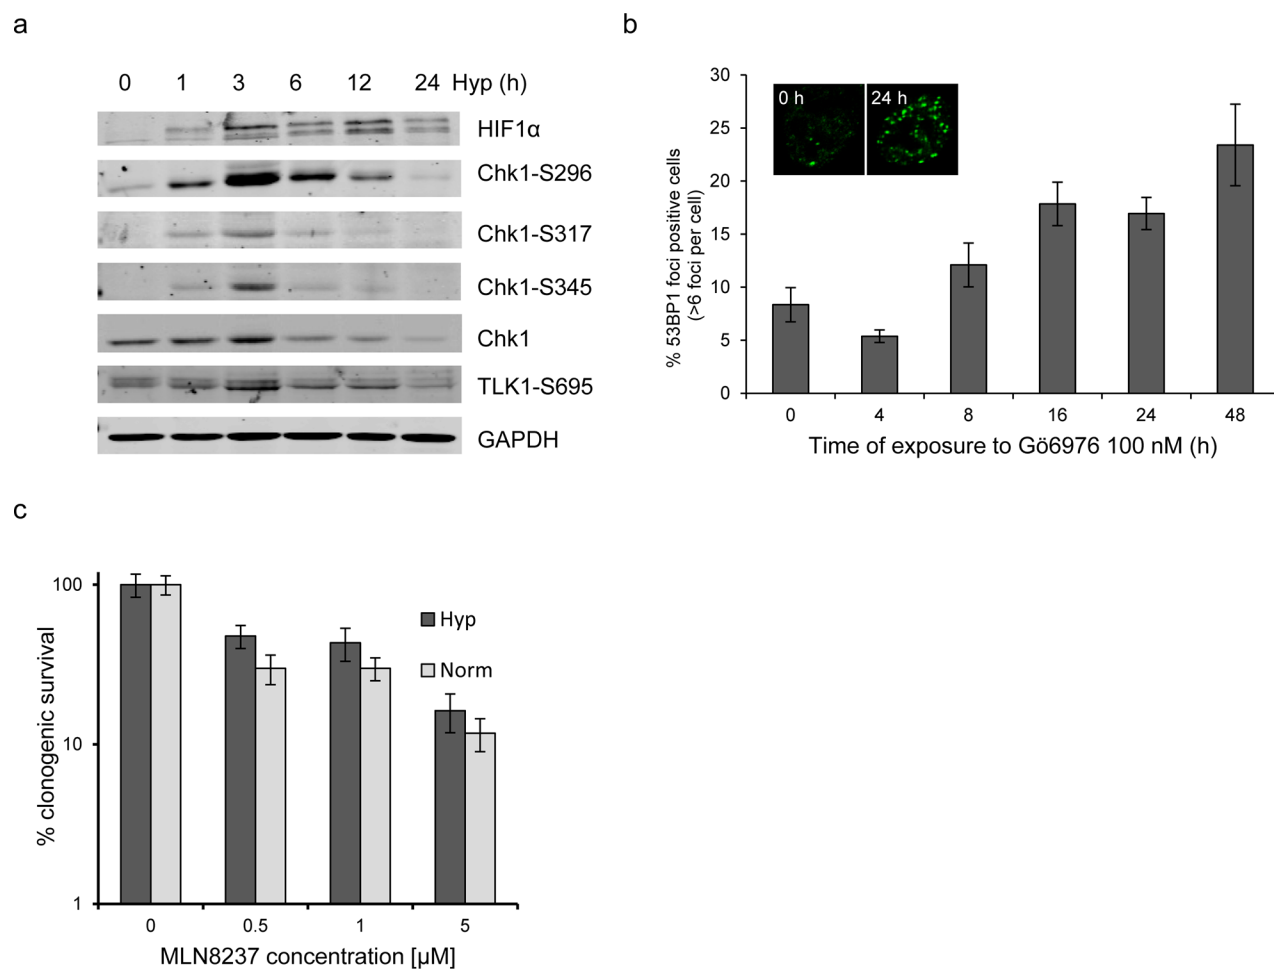 a
0 1 3 6 12 24 Hyp (h)
HIF1α
Chk1-S296
Chk1-S317
Chk1-S345
Chk1
TLK1-S695
GAPDH
b
% 53BP1 foci positive cells
(>6 foci per cell)
30
25
20
15
10
5
0
0 h
24 h
0 4 8 16 24 48
Time of exposure to Gö6976 100 nM (h)
c
% clonogenic survival
100
10
1
Hyp
Norm
0 0.5 1 5
MLN8237 concentration [µM]